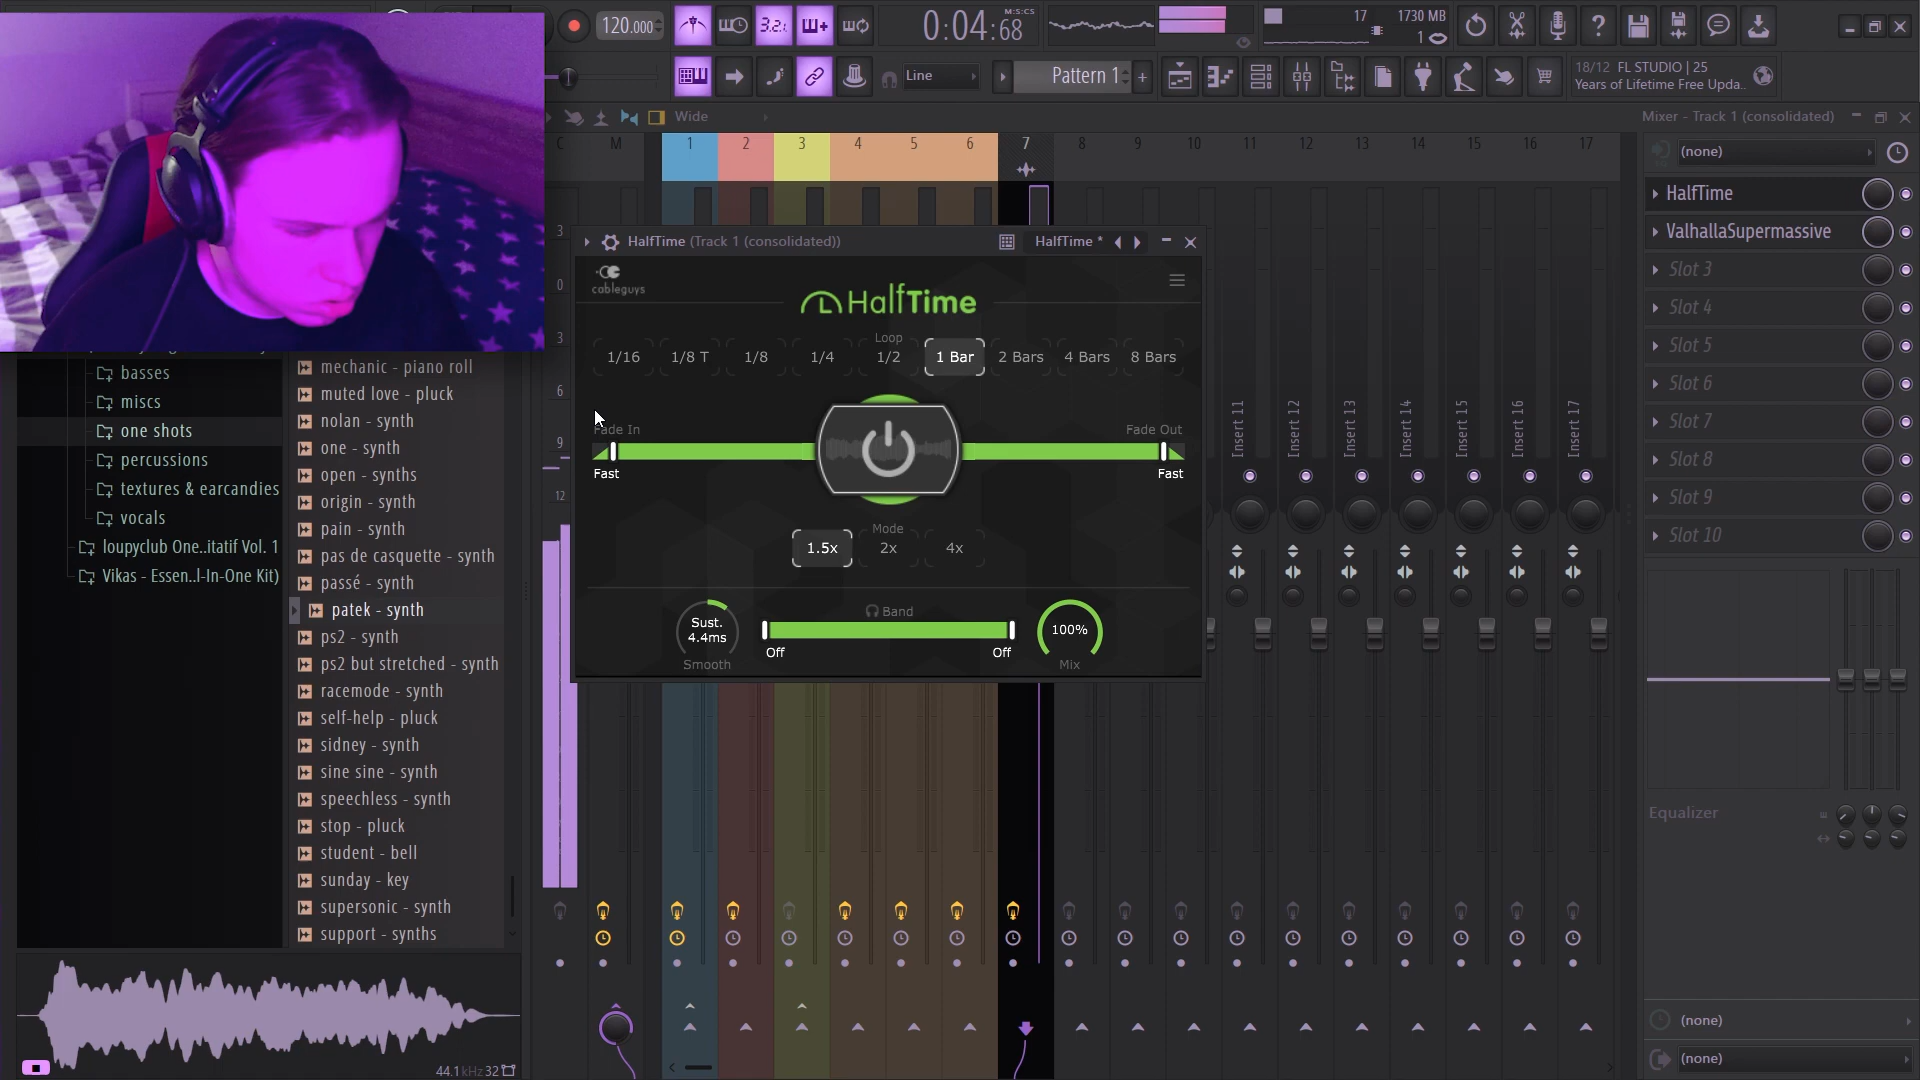 120.000
3.2.1
0:04:68
M:S:CS
17
1730 MB
1
Line
Pattern 1
18/12 FL STUDIO | 25
Years of Lifetime Free Upda..
Wide
Mixer - Track 1 (consolidated)
C M 1 2 3 4 5 6 7 8 9 10 11 12 13 14 15 16 17
(none)
HalfTime
ValhallaSupermassive
Slot 3
Slot 4
Slot 5
Slot 6
Slot 7
Slot 8
Slot 9
Slot 10
Equalizer
(none)
(none)
3
0
3
6
9
12
Insert 11
Insert 12
Insert 13
Insert 14
Insert 15
Insert 16
Insert 17
HalfTime (Track 1 (consolidated))
HalfTime *
cableguys
HalfTime
Loop
1/16 1/8 T 1/8 1/4 1/2 1 Bar 2 Bars 4 Bars 8 Bars
Fade In
Fade Out
Fast
Fast
Mode
1.5x 2x 4x
Sust.
4.4ms
Smooth
Band
Off
Off
100%
Mix
basses
miscs
one shots
percussions
textures & earcandies
vocals
loupyclub One..itatif Vol. 1
Vikas - Essen..l-In-One Kit)
mechanic - piano roll
muted love - pluck
nolan - synth
one - synth
open - synths
origin - synth
pain - synth
pas de casquette - synth
passé - synth
patek - synth
ps2 - synth
ps2 but stretched - synth
racemode - synth
self-help - pluck
sidney - synth
sine sine - synth
speechless - synth
stop - pluck
student - bell
sunday - key
supersonic - synth
support - synths
44.1kHz 32